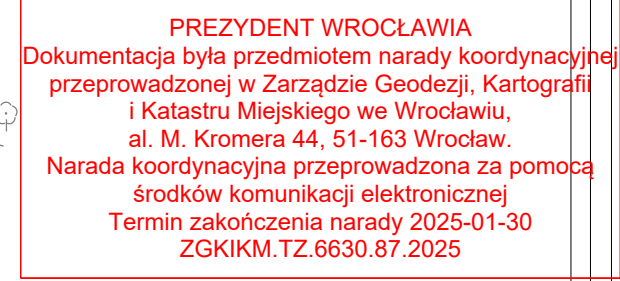 PREZYDENT WROCŁAWIA
Dokumentacja była przedmiotem narady koordynacyjnej
przeprowadzonej w Zarządzie Geodezji, Kartografii
i Katastru Miejskiego we Wrocławiu,
al. M. Kromera 44, 51-163 Wrocław.
Narada koordynacyjna przeprowadzona za pomocą
środków komunikacji elektronicznej
Termin zakończenia narady 2025-01-30
ZGKIKM.TZ.6630.87.2025